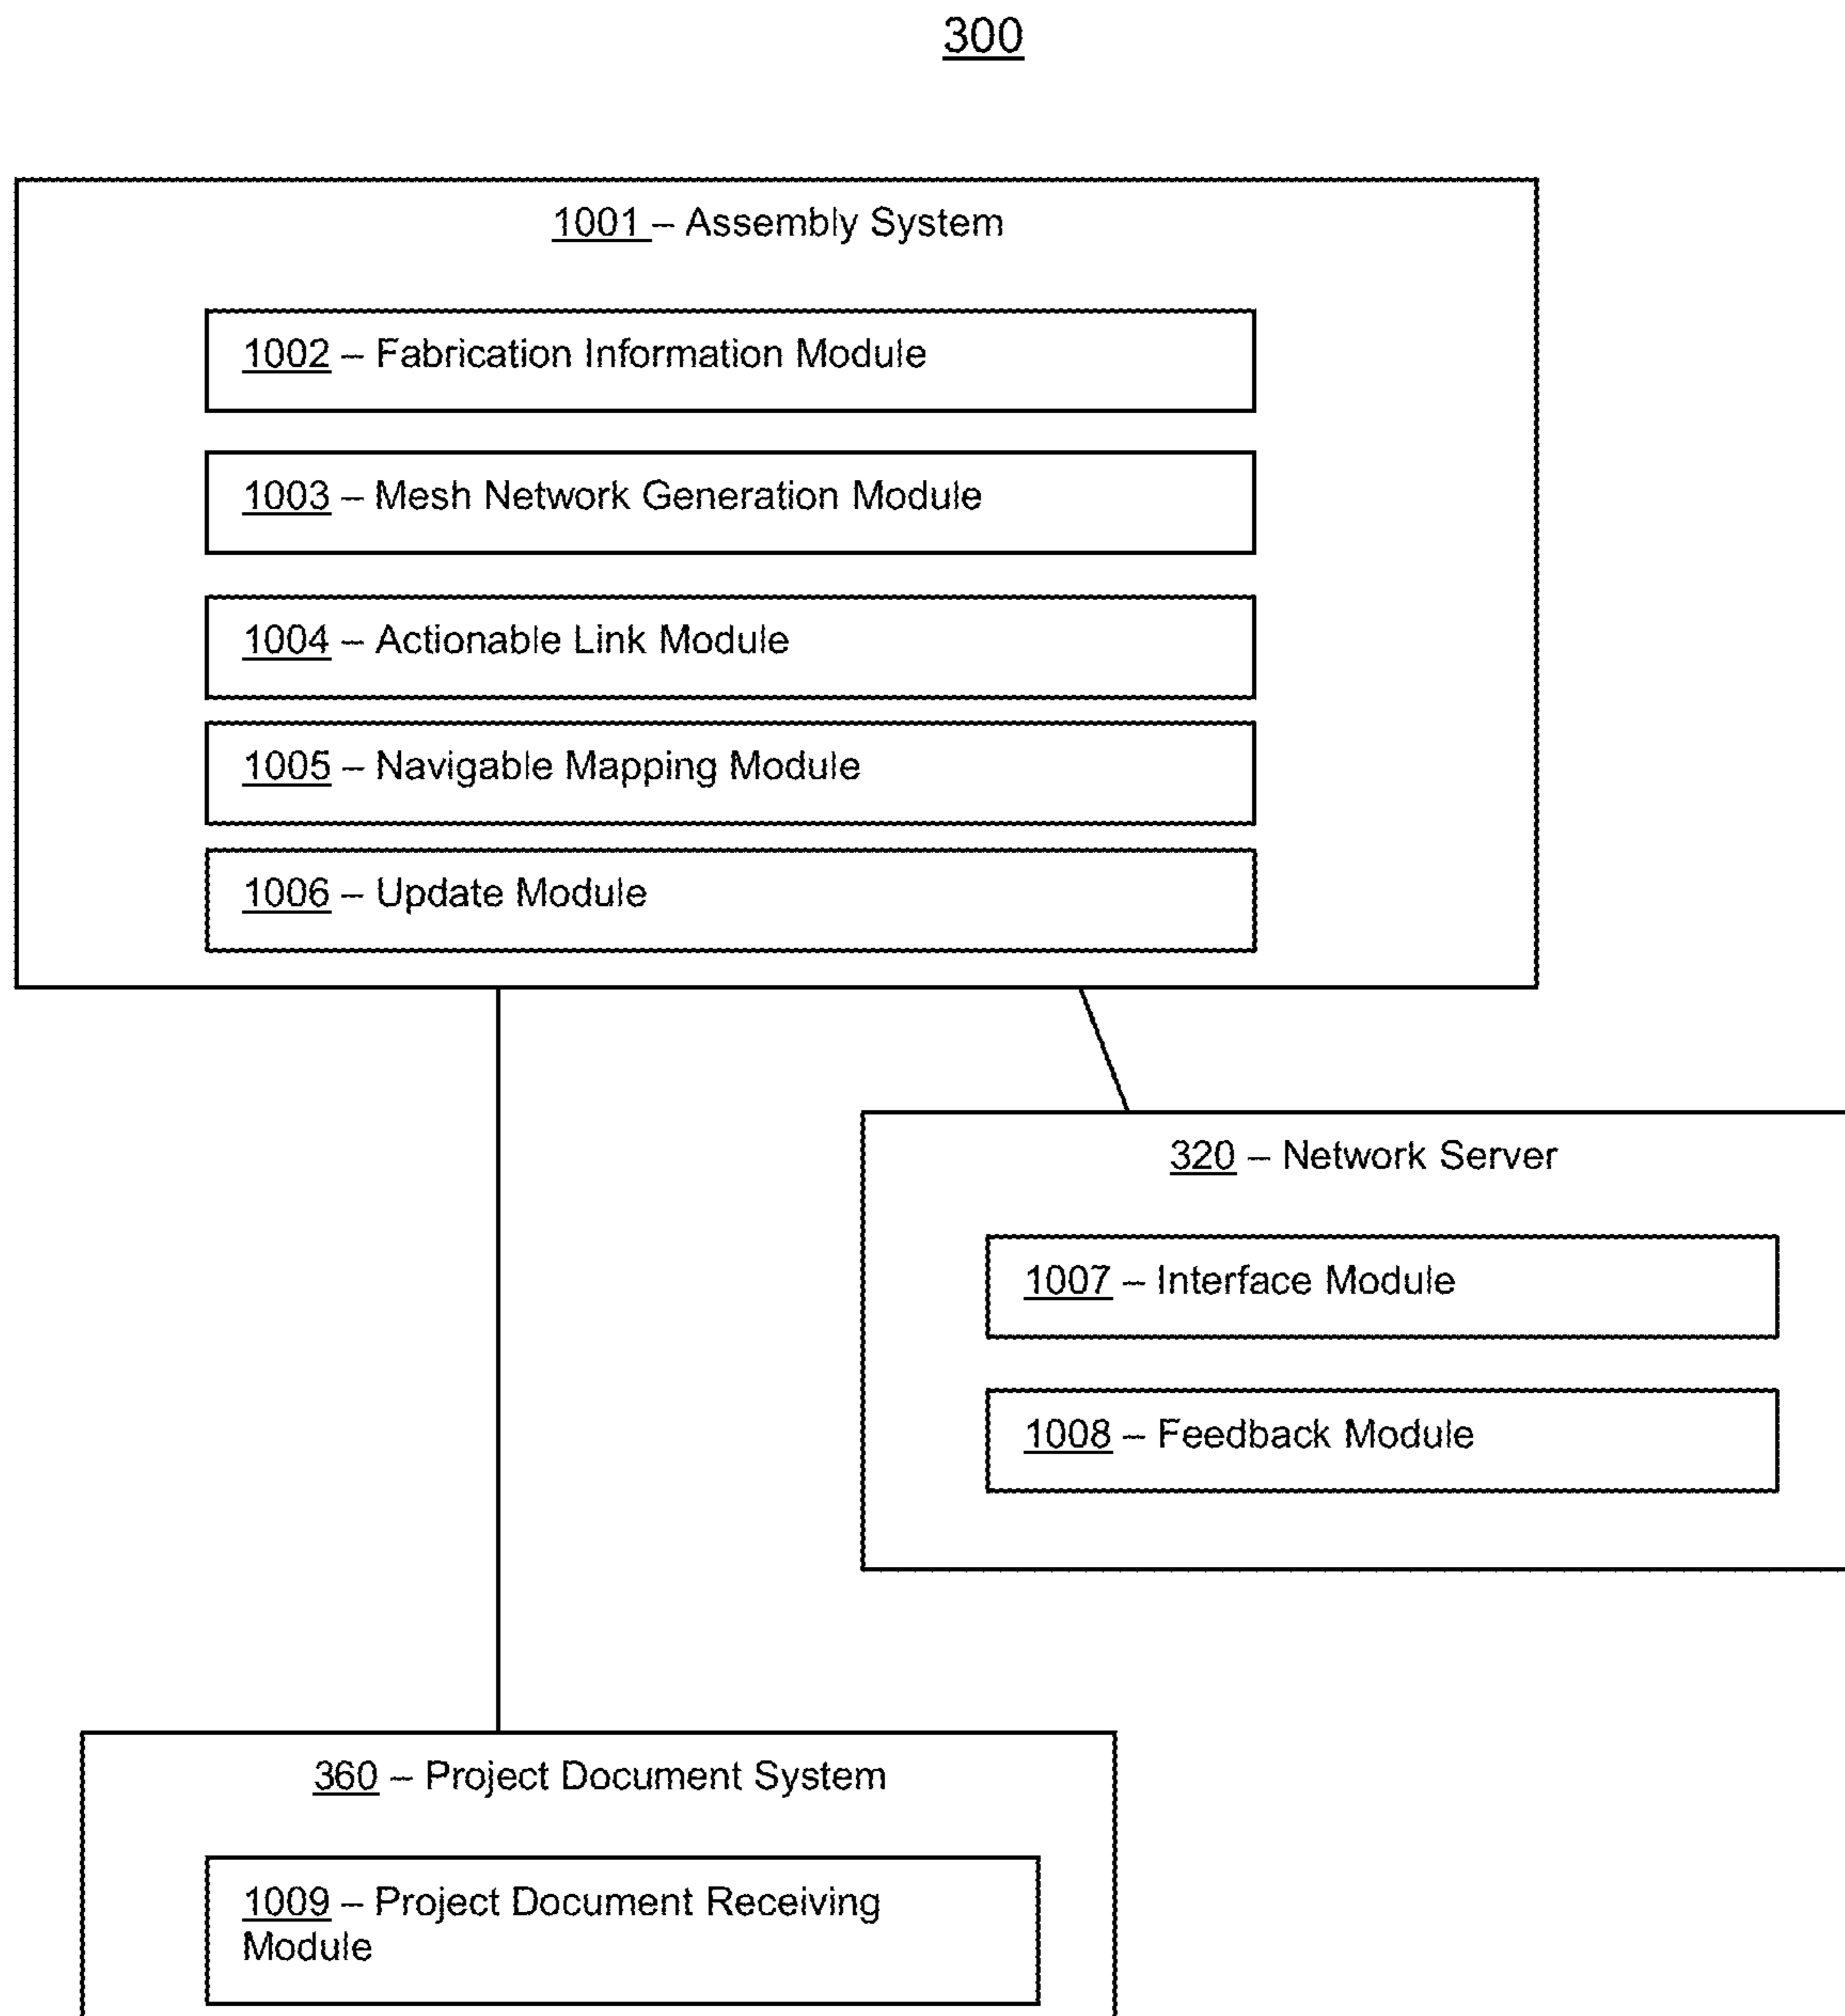 300
1001 – Assembly System
1002 – Fabrication Information Module
1003 – Mesh Network Generation Module
1004 – Actionable Link Module
1005 – Navigable Mapping Module
1006 – Update Module
320 – Network Server
1007 – Interface Module
1008 – Feedback Module
360 – Project Document System
1009 – Project Document Receiving
Module